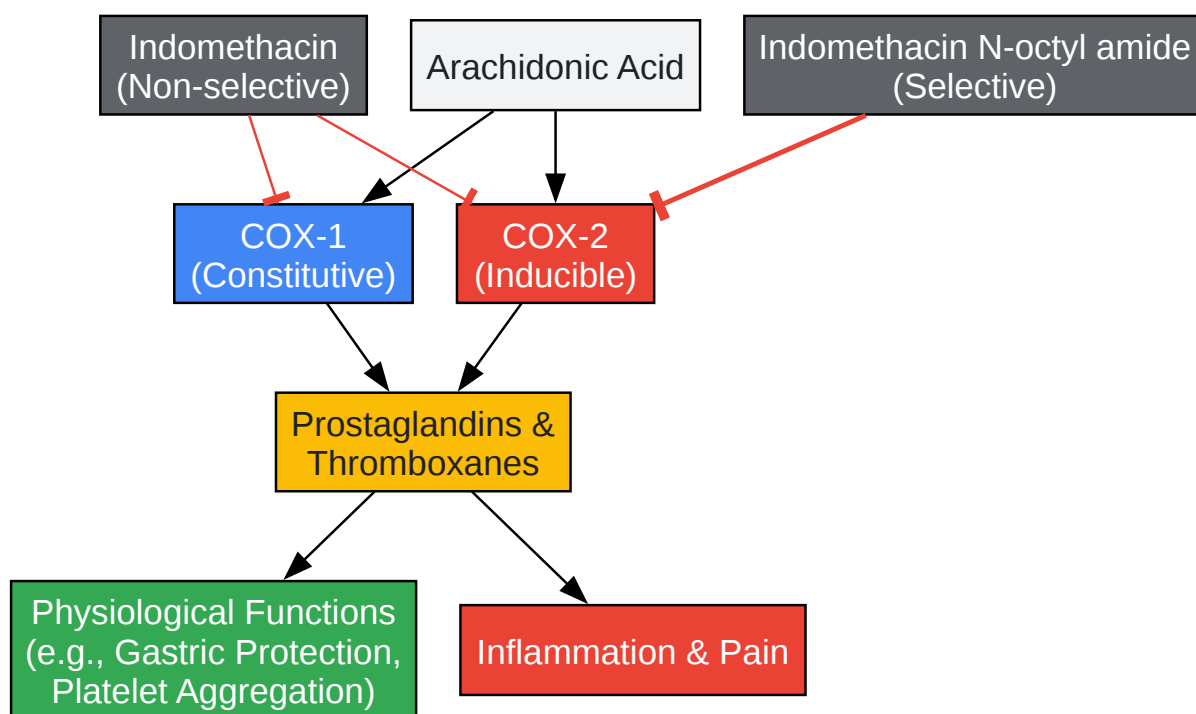 Indomethacin
(Non-selective)
Arachidonic Acid
Indomethacin N-octyl amide
(Selective)
COX-1
(Constitutive)
COX-2
(Inducible)
Prostaglandins &
Thromboxanes
Physiological Functions
(e.g., Gastric Protection,
Platelet Aggregation)
Inflammation & Pain